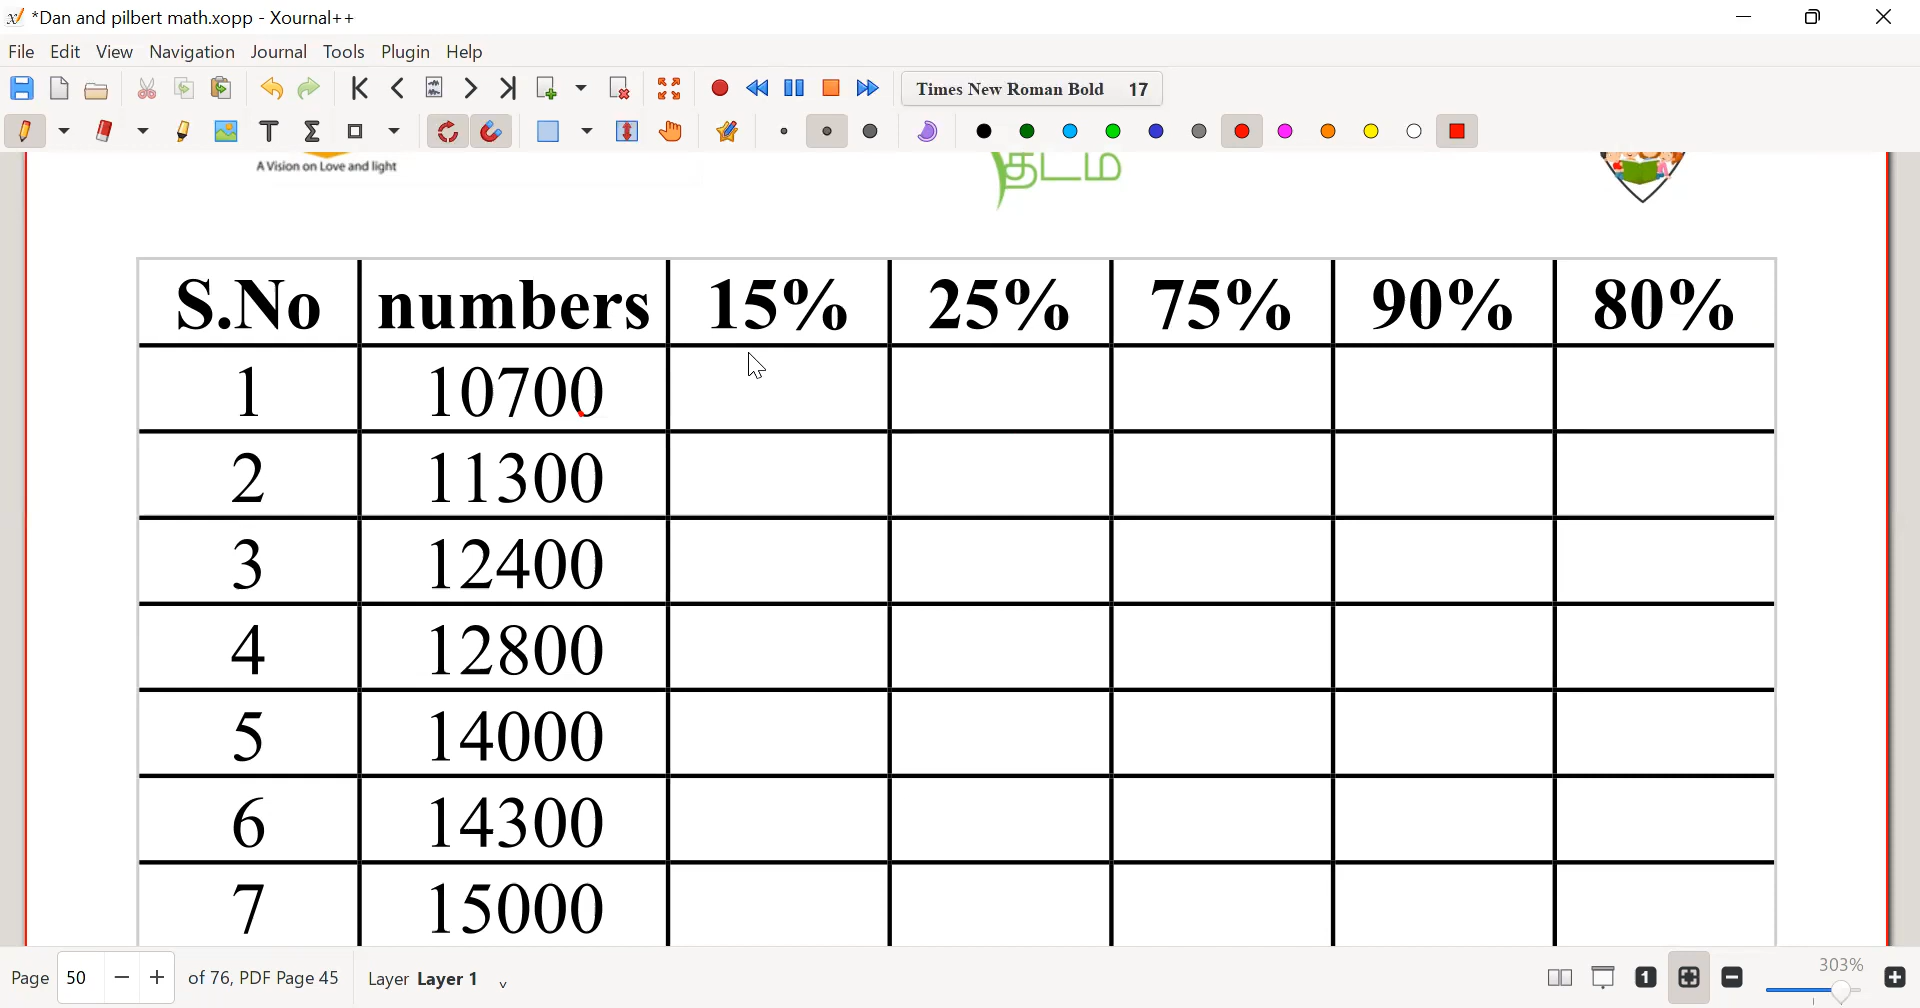 *Dan and pilbert math.xopp - Xournal++
File Edit View Navigation Journal Tools Plugin Help
Times New Roman Bold 17
A Vision on Love and light
தடம்
S.No numbers 15% 25% 75% 90% 80%
1 10700
2 11300
3 12400
4 12800
5 14000
6 14300
7 15000
Page 50 of 76, PDF Page 45 Layer Layer 1 303%